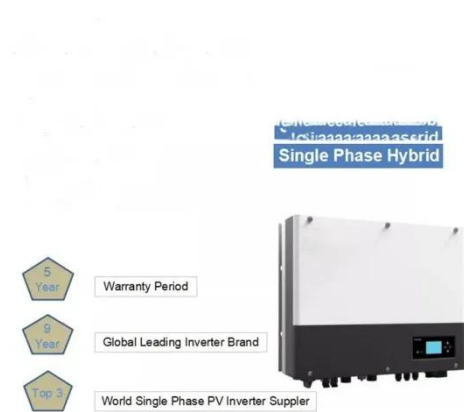 Single Phase Hybrid
5
Year
Warranty Period
9
Year
Global Leading Inverter Brand
Top 3
World Single Phase PV Inverter Suppler